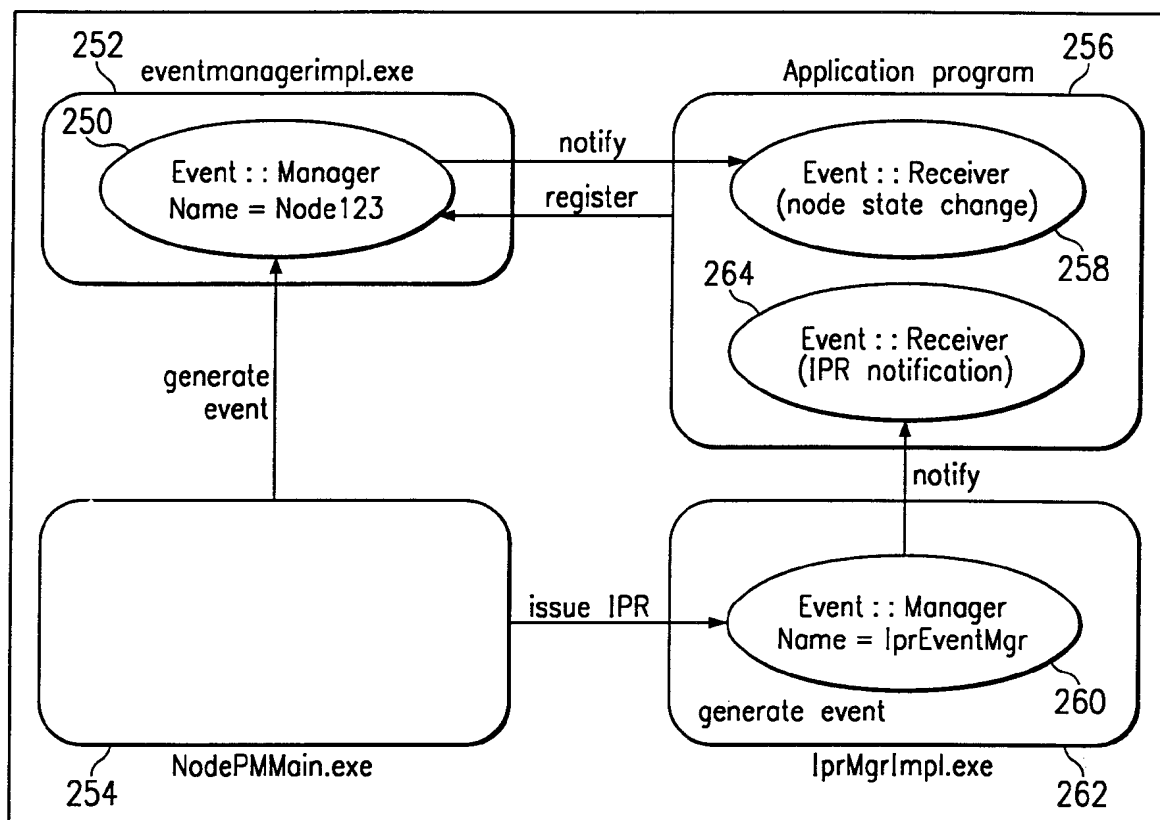 252
eventmanagerimpl.exe
250
Event : : Manager
Name = Node123
notify
register
Application program
256
Event : : Receiver
(node state change)
258
264
Event : : Receiver
(IPR notification)
generate
event
notify
issue IPR
Event : : Manager
Name = IprEventMgr
260
generate event
NodePMMain.exe
254
IprMgrImpl.exe
262